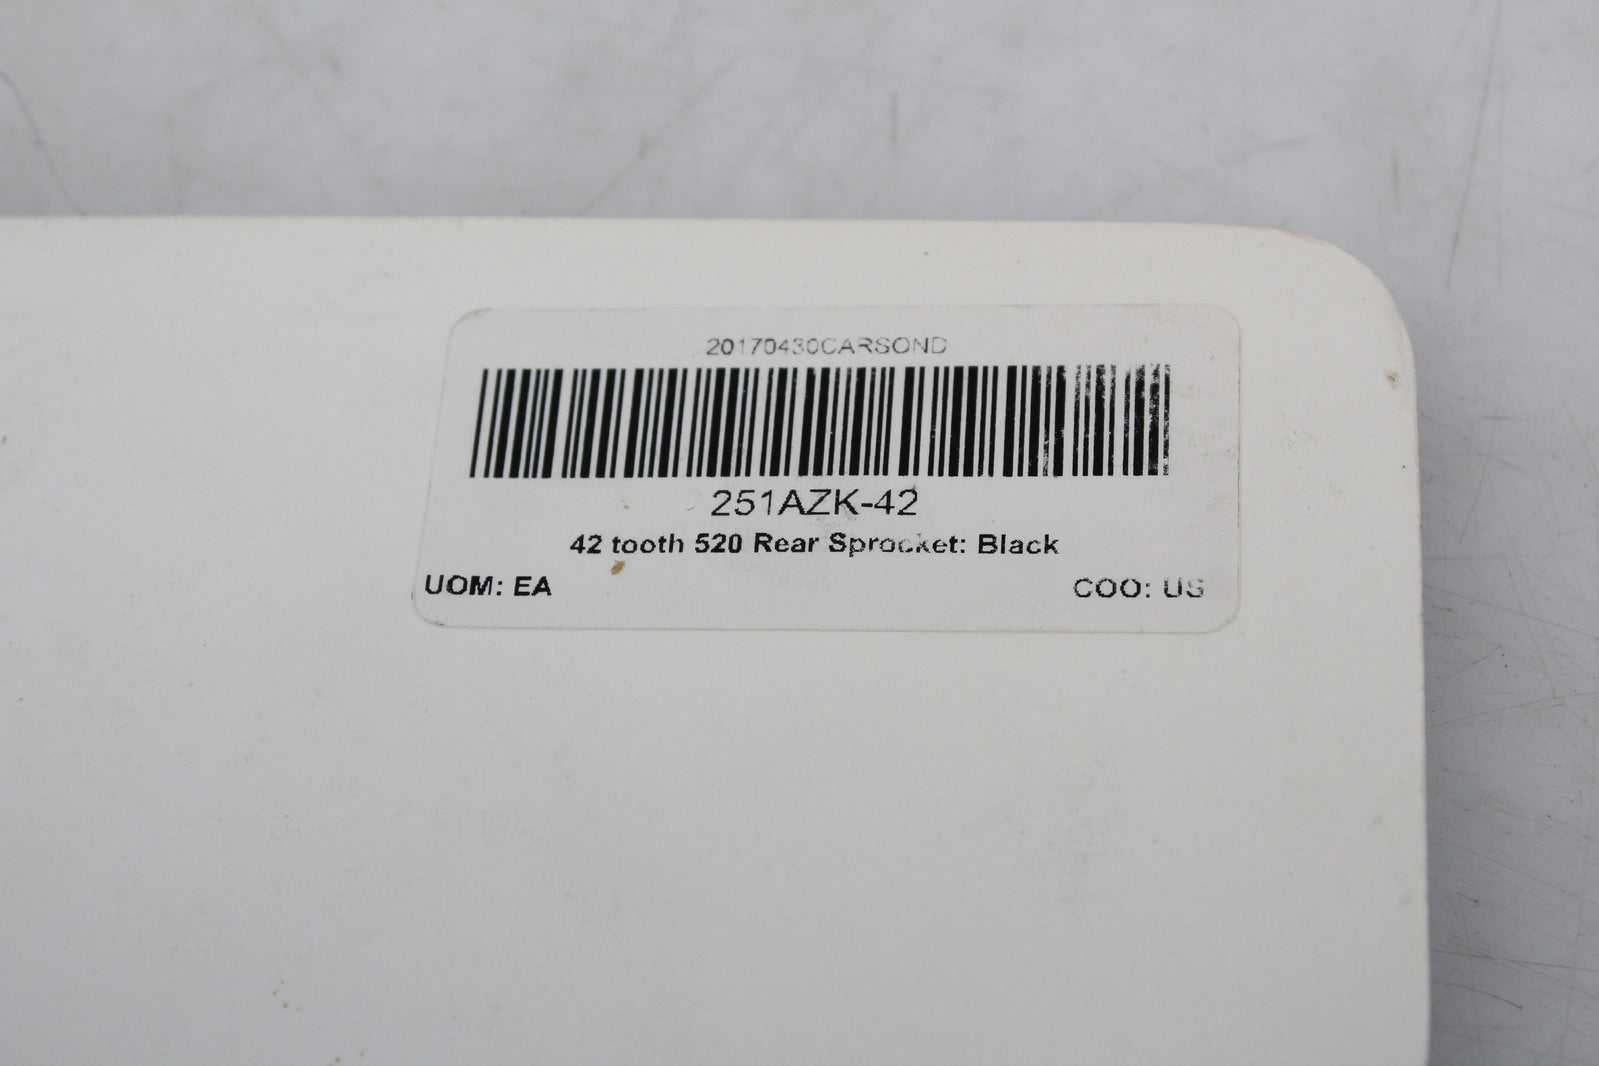 20170430CARSOND
251AZK-42
42 tooth 520 Rear Sprocket: Black
UOM: EA
COO: US